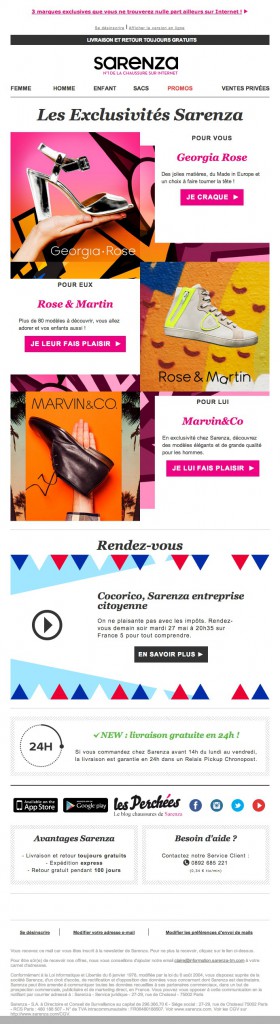 3 marques exclusives que vous ne trouverez nulle part ailleurs sur Internet ! ►
Se désinscrire | Afficher la version en ligne
LIVRAISON ET RETOUR TOUJOURS GRATUITS
sarenza
N°1 DE LA CHAUSSURE SUR INTERNET
FEMME HOMME ENFANT SACS PROMOS VENTES PRIVÉES
Les Exclusivités Sarenza
POUR VOUS
Georgia Rose
Des jolies matières, du Made in Europe et
un choix à faire tourner la tête !
JE CRAQUE ►
Georgia Rose
POUR EUX
Rose & Martin
Plus de 80 modèles à découvrir, vous allez
adorer et vos enfants aussi !
JE LEUR FAIS PLAISIR ►
Rose & Martin
MARVIN&CO.
POUR LUI
Marvin&Co
En exclusivité chez Sarenza, découvrez
des modèles élégants et de grande qualité
pour les hommes.
JE LUI FAIS PLAISIR ►
Rendez-vous
Cocorico, Sarenza entreprise
citoyenne
On ne plaisante pas avec les impôts. Rendez-
vous demain soir mardi 27 mai à 20h35 sur
France 5 pour tout comprendre.
EN SAVOIR PLUS ►
24H
✓NEW : livraison gratuite en 24h !
Si vous commandez chez Sarenza avant 14h du lundi au vendredi,
la livraison est garantie en 24h dans un Relais Pickup Chronopost.
Available on the
App Store
Google play
les Perchées
Le blog chaussures de Sarenza
Avantages Sarenza
- Livraison et retour toujours gratuits
- Expédition express
- Retour gratuit pendant 100 jours
Besoin d'aide ?
Contactez notre Service Client :
0892 686 221
(0,34 € /min)
Se désinscrire Modifier votre adresse e-mail Modifier vos préférences d'envoi de mails